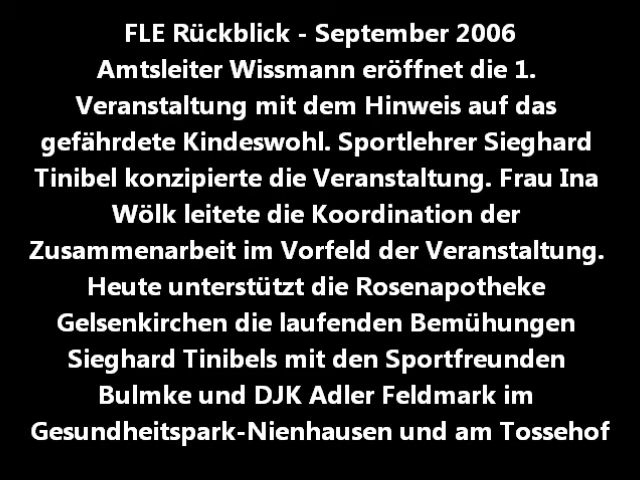 FLE Rückblick - September 2006
Amtsleiter Wissmann eröffnet die 1.
Veranstaltung mit dem Hinweis auf das
gefährdete Kindeswohl. Sportlehrer Sieghard
Tinibel konzipierte die Veranstaltung. Frau Ina
Wölk leitete die Koordination der
Zusammenarbeit im Vorfeld der Veranstaltung.
Heute unterstützt die Rosenapotheke
Gelsenkirchen die laufenden Bemühungen
Sieghard Tinibels mit den Sportfreunden
Bulmke und DJK Adler Feldmark im
Gesundheitspark-Nienhausen und am Tossehof